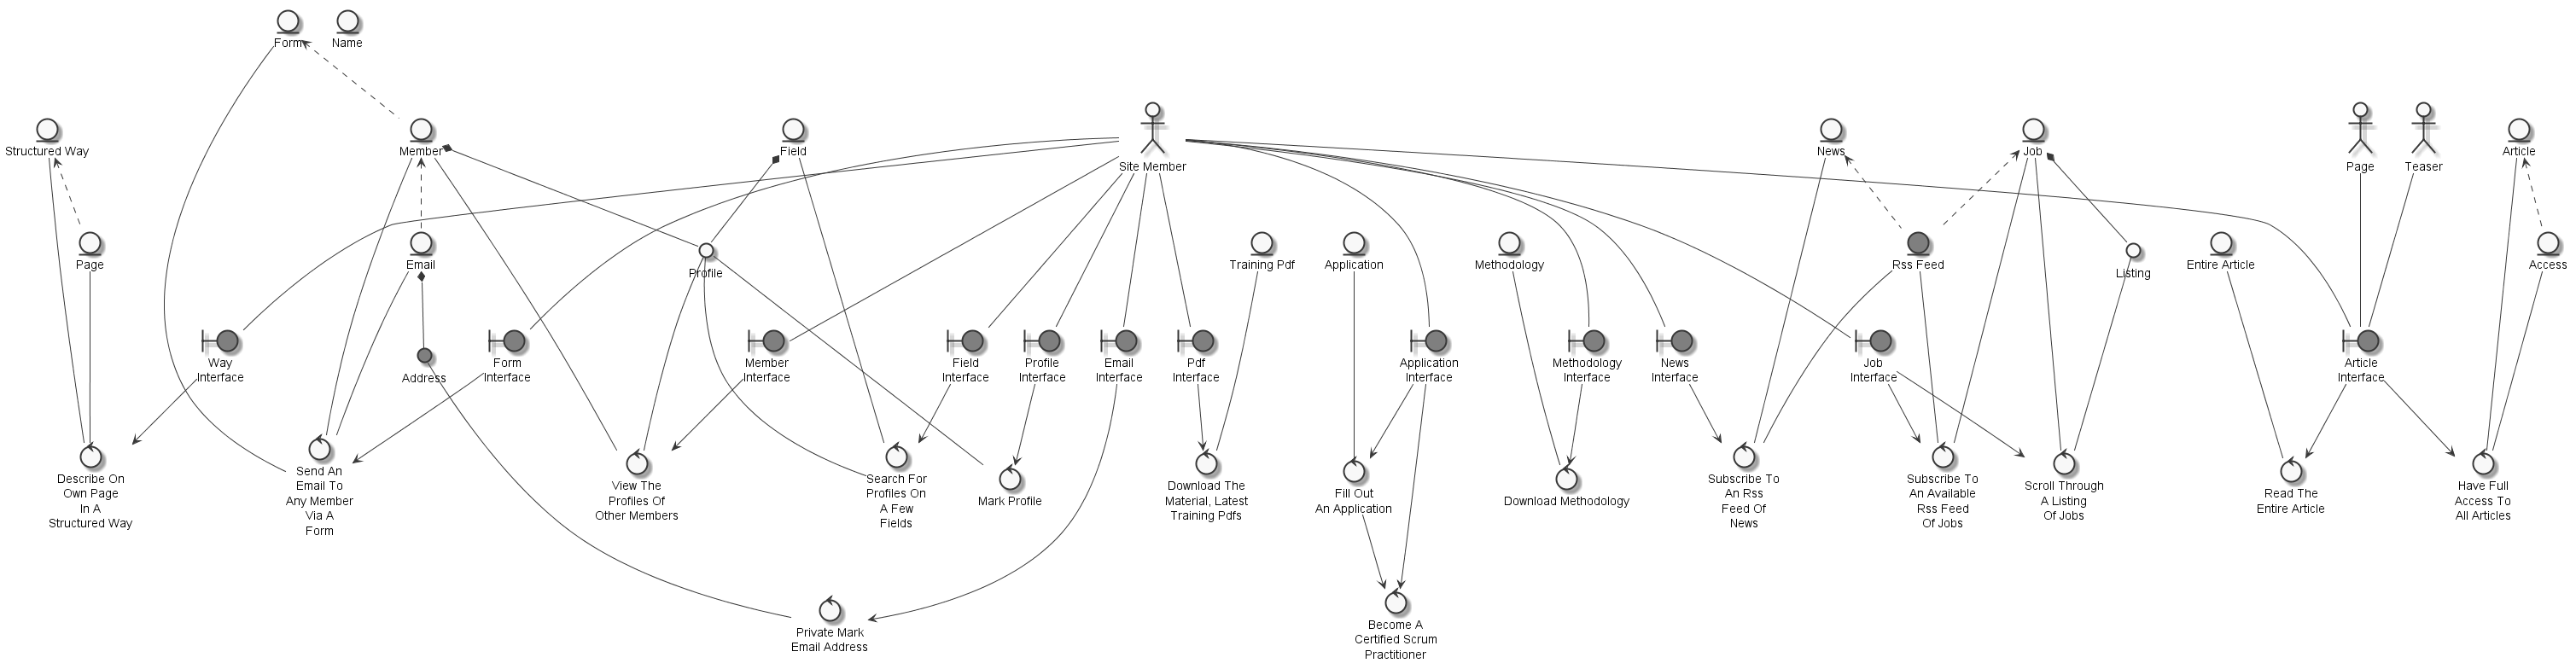 Form
Name
Structured Way
Member
Field
Site Member
News
Job
Page
Teaser
Article
Page
Email
Profile
Training Pdf
Application
Methodology
Rss Feed
Listing
Entire Article
Access
Way
Interface
Address
Form
Interface
Member
Interface
Field
Interface
Profile
Interface
Email
Interface
Pdf
Interface
Application
Interface
Methodology
Interface
News
Interface
Job
Interface
Article
Interface
Describe On
Own Page
In A
Structured Way
Send An
Email To
Any Member
Via A
Form
View The
Profiles Of
Other Members
Search For
Profiles On
A Few
Fields
Mark Profile
Download The
Material, Latest
Training Pdfs
Fill Out
An Application
Download Methodology
Subscribe To
An Rss
Feed Of
News
Subscribe To
An Available
Rss Feed
Of Jobs
Scroll Through
A Listing
Of Jobs
Read The
Entire Article
Have Full
Access To
All Articles
Private Mark
Email Address
Become A
Certified Scrum
Practitioner